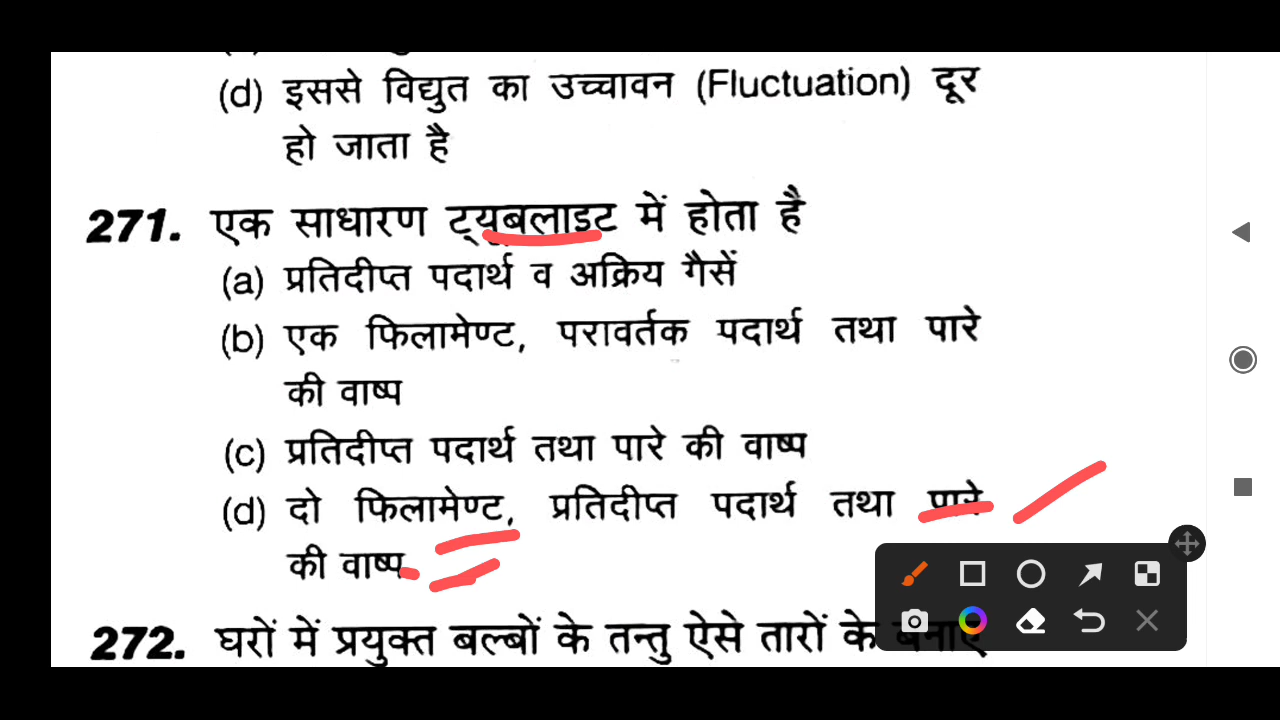 (d) इससे विद्युत का उच्चावन (Fluctuation) दूर
हो जाता है
271. एक साधारण ट्यूबलाइट में होता है
(a) प्रतिदीप्त पदार्थ व अक्रिय गैसें
(b) एक फिलामेण्ट, परावर्तक पदार्थ तथा पारे
की वाष्प
(c) प्रतिदीप्त पदार्थ तथा पारे की वाष्प
(d) दो फिलामेण्ट, प्रतिदीप्त पदार्थ तथा पारे
की वाष्प
272. घरों में प्रयुक्त बल्बों के तन्तु ऐसे तारों के बनाए